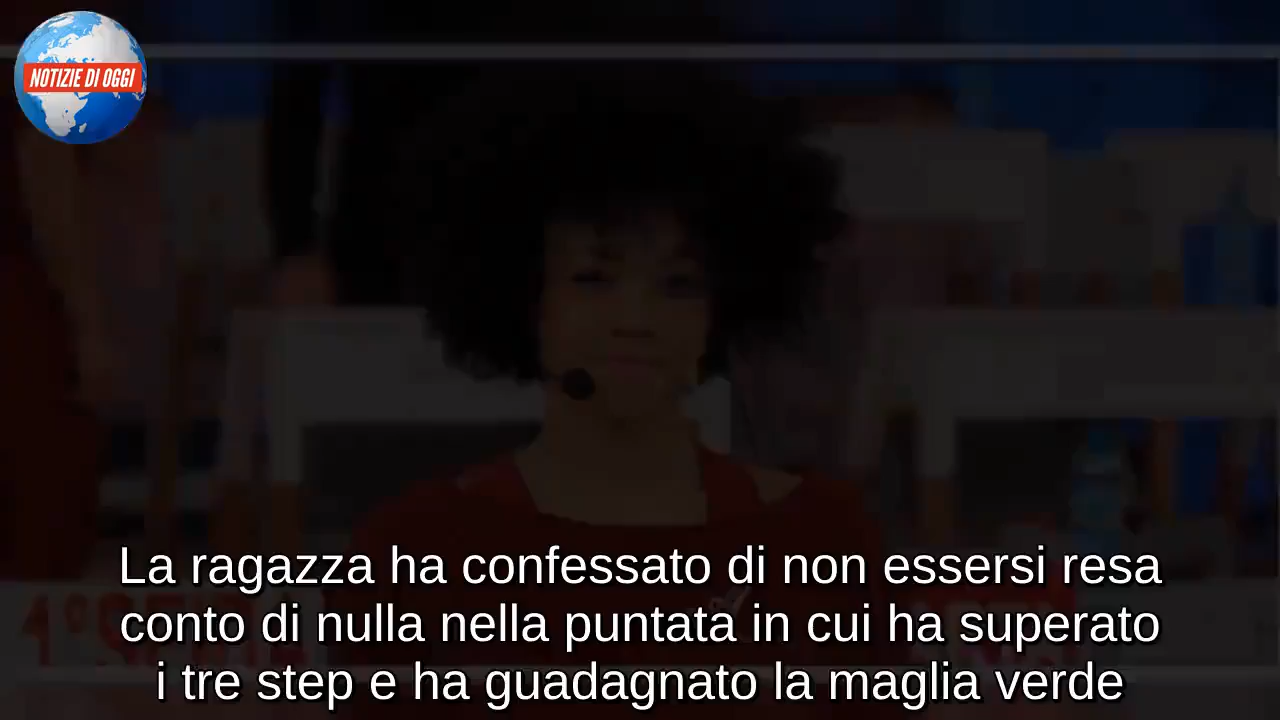 NOTIZIE DI OGGI
La ragazza ha confessato di non essersi resa
conto di nulla nella puntata in cui ha superato
i tre step e ha guadagnato la maglia verde